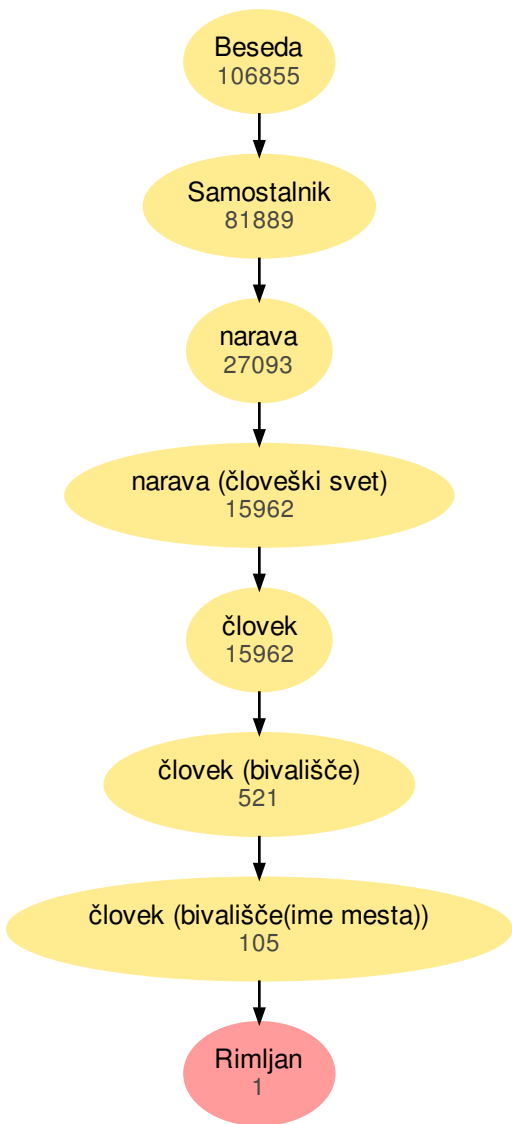 Beseda
106855
Samostalnik
81889
narava
27093
narava (človeški svet)
15962
človek
15962
človek (bivališče)
521
človek (bivališče(ime mesta))
105
Rimljan
1